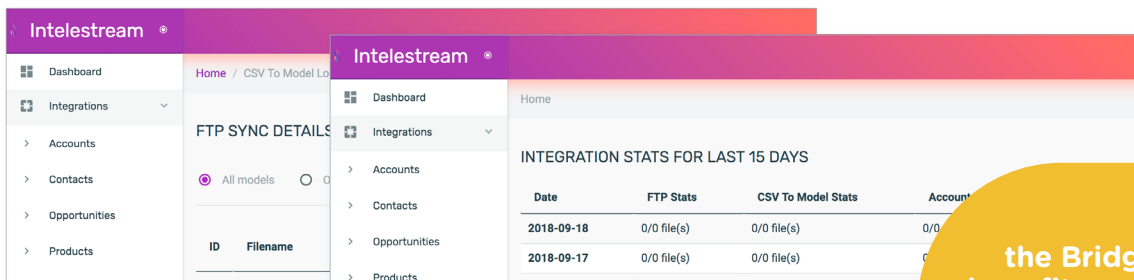 Intelestream
Dashboard
Integrations
Accounts
Contacts
Opportunities
Products
Home / CSV To Model
FTP SYNC DETAILS
All models
ID Filename
Intelestream
Dashboard
Integrations
Accounts
Contacts
Opportunities
Products
Home
INTEGRATION STATS FOR LAST 15 DAYS
Date FTP Stats CSV To Model Stats
2018-09-18 0/0 file(s) 0/0 file(s) 0/0
2018-09-17 0/0 file(s) 0/0 file(s)
the